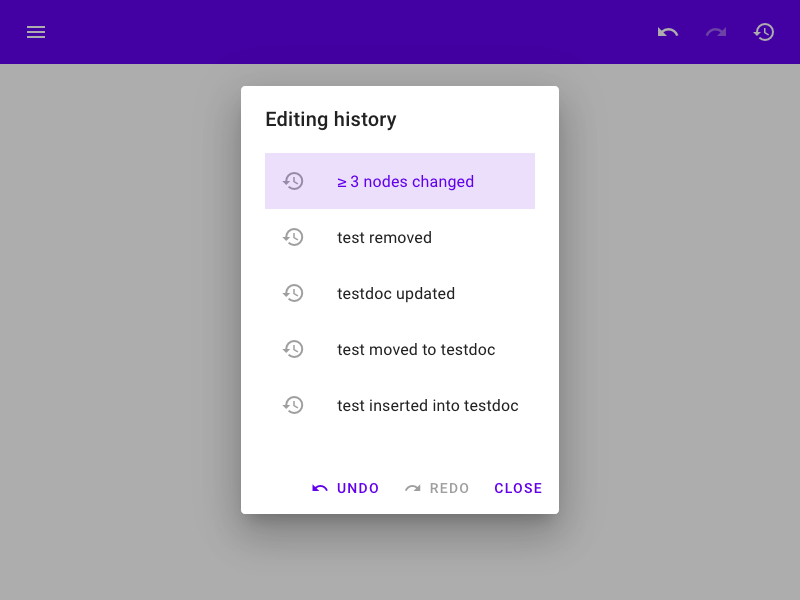 Editing history
≥ 3 nodes changed
test removed
testdoc updated
test moved to testdoc
test inserted into testdoc
UNDO REDO CLOSE